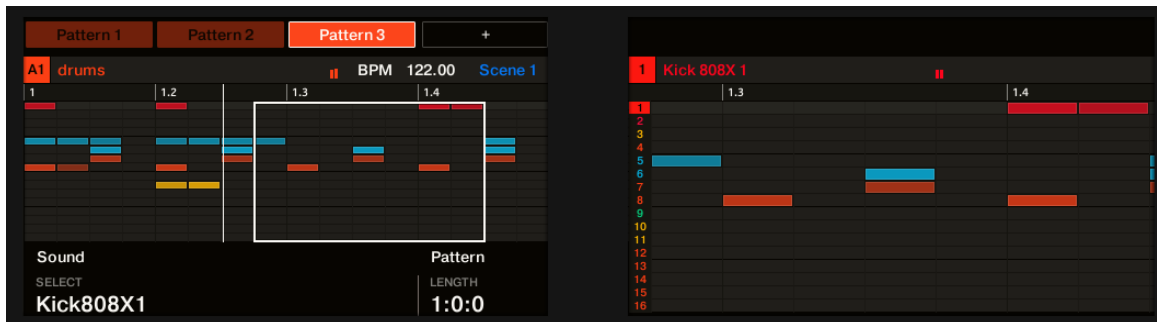 Pattern 1 Pattern 2 Pattern 3 +
A1 drums BPM 122.00 Scene 1
1 1.2 1.3 1.4
Sound Pattern
SELECT LENGTH
Kick808X1 1:0:0
1 Kick 808X 1
1.3 1.4
1
2
3
4
5
6
7
8
9
10
11
12
13
14
15
16